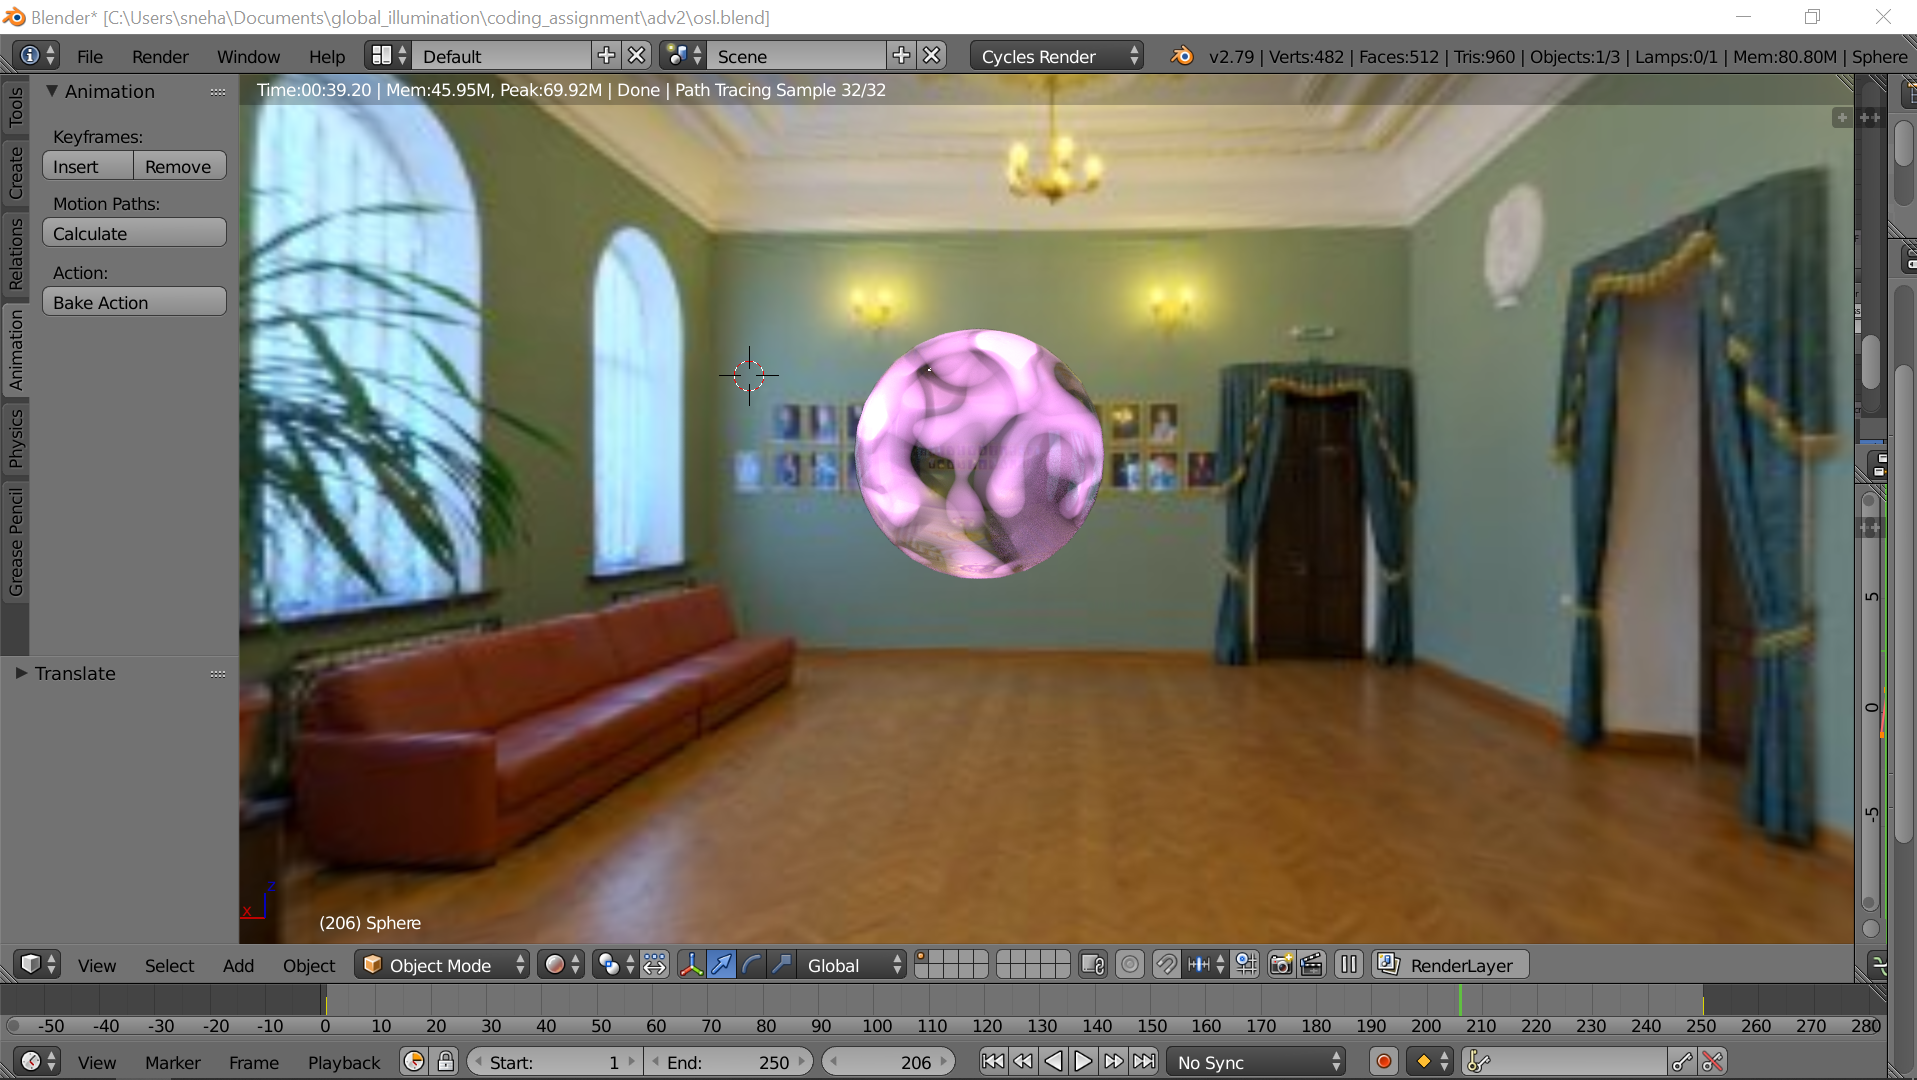 Blender* [C:\Users\sneha\Documents\global_illumination\coding_assignment\adv2\osl.blend]
File Render Window Help Default Scene Cycles Render v2.79 | Verts:482 | Faces:512 | Tris:960 | Objects:1/3 | Lamps:0/1 | Mem:80.80M | Sphere
Time:00:39.20 | Mem:45.95M, Peak:69.92M | Done | Path Tracing Sample 32/32
Tools
Create
Relations
Animation
Physics
Grease Pencil
Animation
Keyframes:
Insert Remove
Motion Paths:
Calculate
Action:
Bake Action
Translate
5
0
-5
z
x
(206) Sphere
View Select Add Object Object Mode Global RenderLayer
-50 -40 -30 -20 -10 0 10 20 30 40 50 60 70 80 90 100 110 120 130 140 150 160 170 180 190 200 210 220 230 240 250 260 270 280
View Marker Frame Playback Start: 1 End: 250 206 No Sync